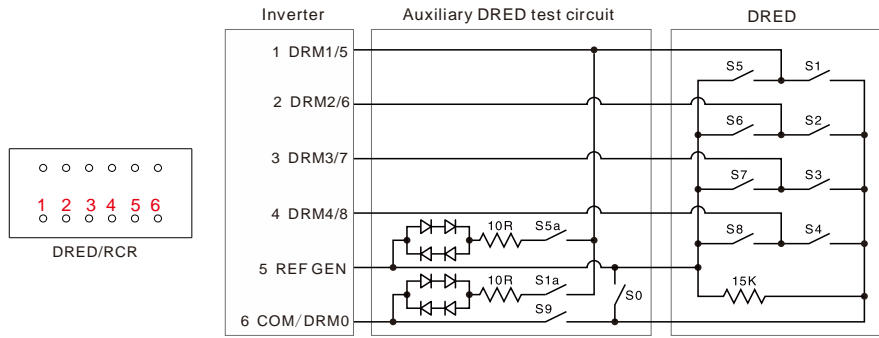 Inverter
Auxiliary DRED test circuit
DRED
1 DRM1/5
S5
S1
2 DRM2/6
S6
S2
3 DRM3/7
S7
S3
4 DRM4/8
10R
S5a
S8
S4
5 REF GEN
10R
S1a
S0
15K
6 COM/DRM0
S9
1 2 3 4 5 6
DRED/RCR